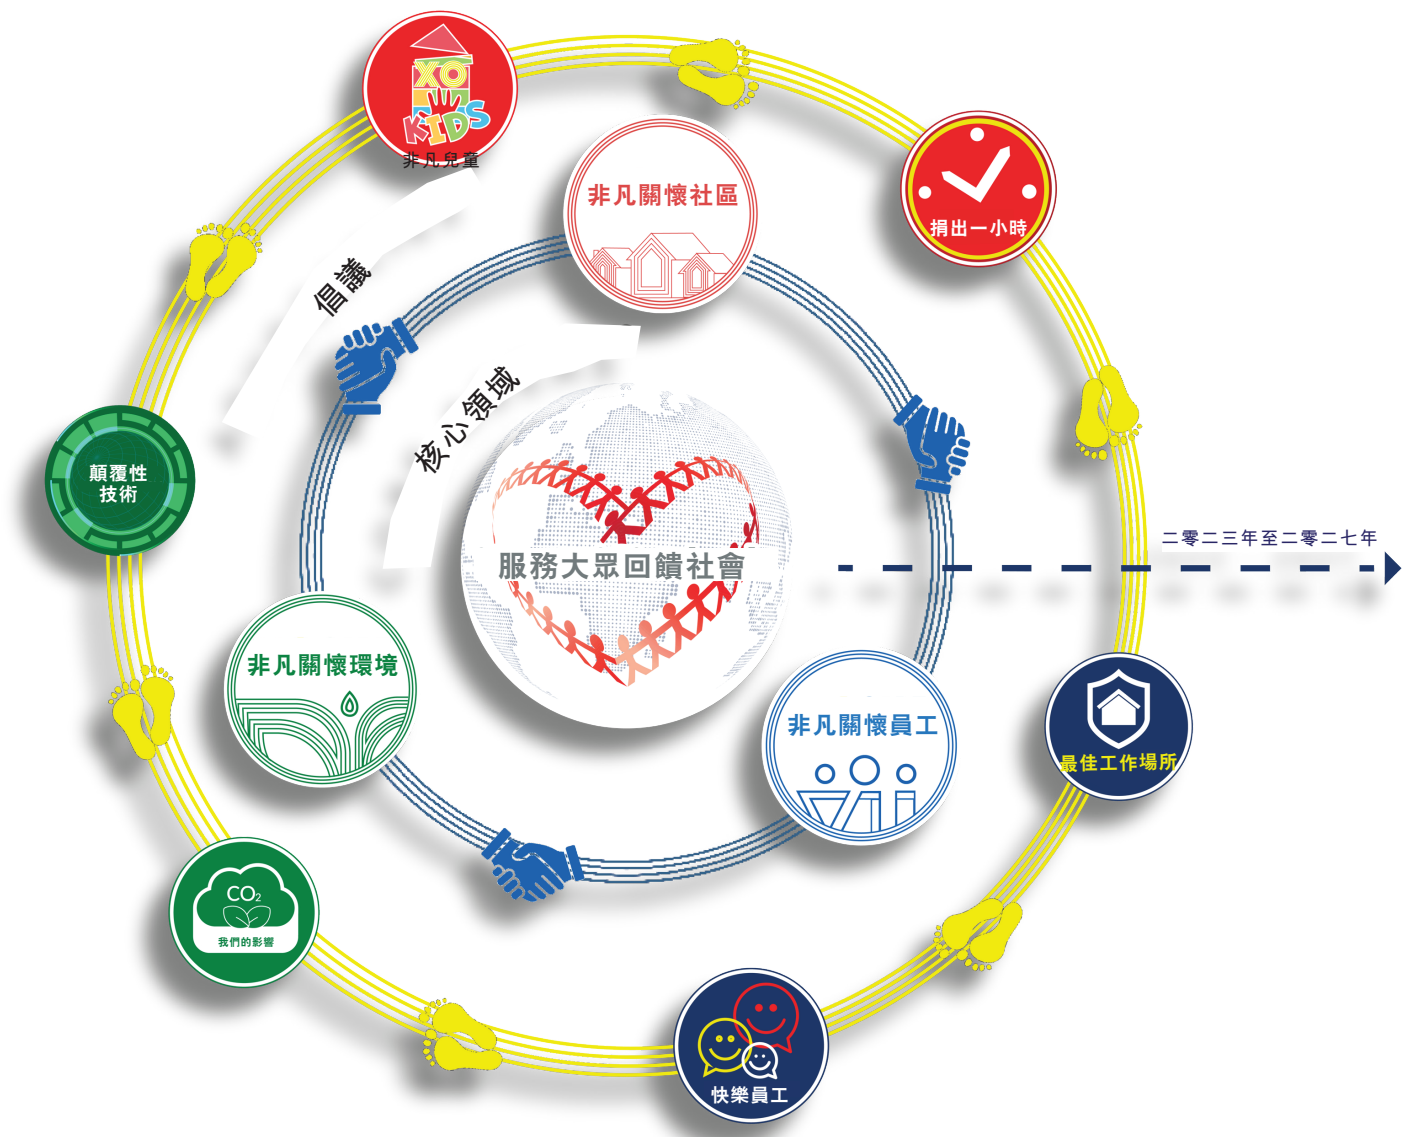 XO
KIDS
非凡兒童
非凡關懷社區
捐出一小時
倡議
核心領域
顛覆性
技術
服務大眾回饋社會
二零二三年至二零二七年
非凡關懷環境
非凡關懷員工
最佳工作場所
CO₂
我們的影響
快樂員工